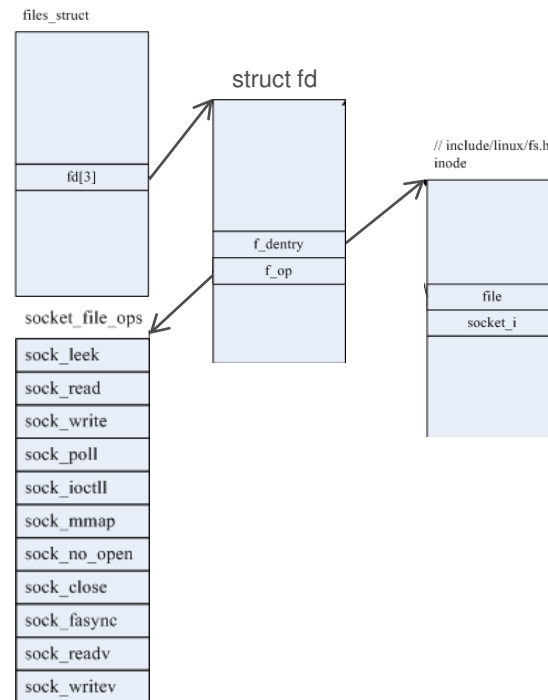 files_struct
fd[3]
struct fd
f_dentry
f_op
// include/linux/fs.h
inode
file
socket_i
socket_file_ops
sock_leek
sock_read
sock_write
sock_poll
sock_ioctll
sock_mmap
sock_no_open
sock_close
sock_fasync
sock_readv
sock_writev